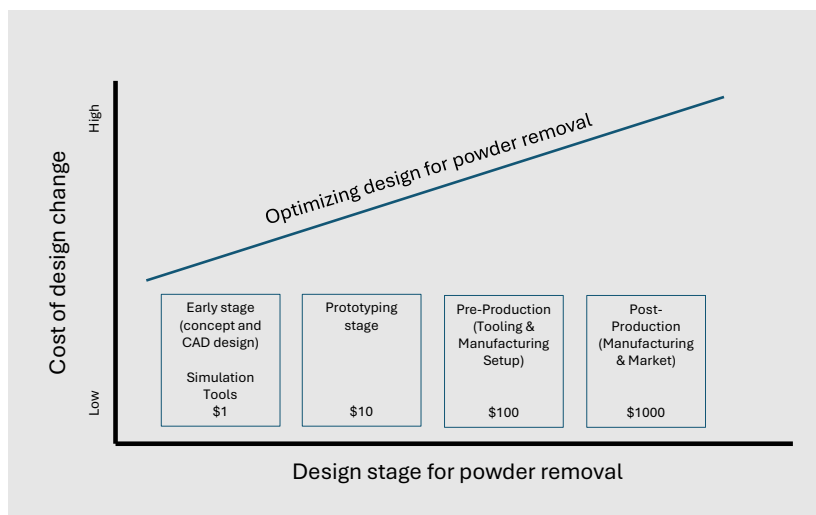 High
Cost of design change
Low
Optimizing design for powder removal
Early stage
(concept and
CAD design)
Simulation
Tools
$1
Prototyping
stage
$10
Pre-Production
(Tooling &
Manufacturing
Setup)
$100
Post-
Production
(Manufacturing
& Market)
$1000
Design stage for powder removal